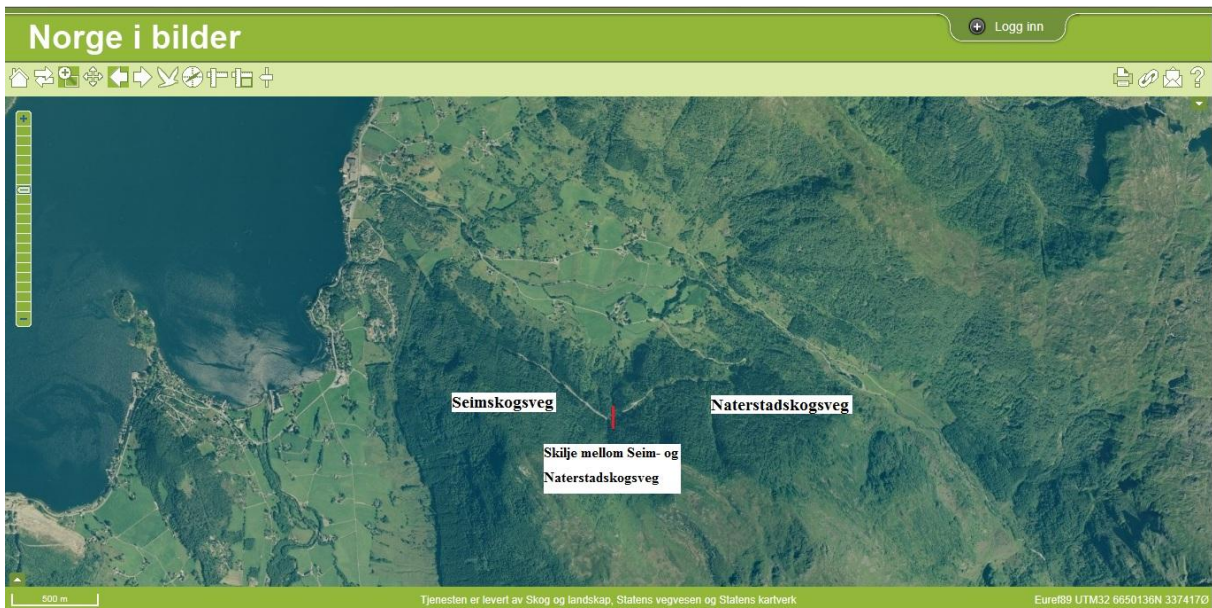 Norge i bilder
Logg inn
Seimskogsveg
Naterstadskogsveg
Skilje mellom Seim- og
Naterstadskogsveg
500 m
Tjenesten er levert av Skog og landskap, Statens vegvesen og Statens kartverk
Euref89 UTM32 6650136N 337417Ø